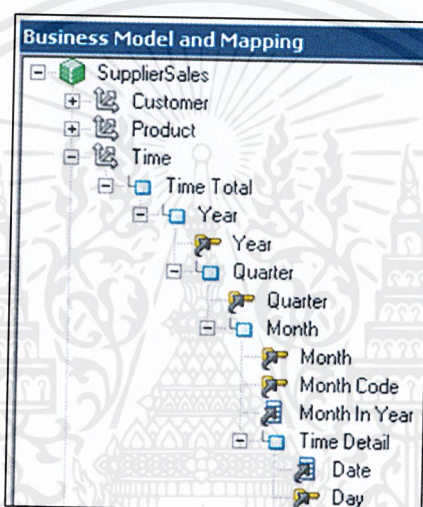 Business Model and Mapping
SupplierSales
Customer
Product
Time
Time Total
Year
Year
Quarter
Quarter
Month
Month
Month Code
Month In Year
Time Detail
Date
Day